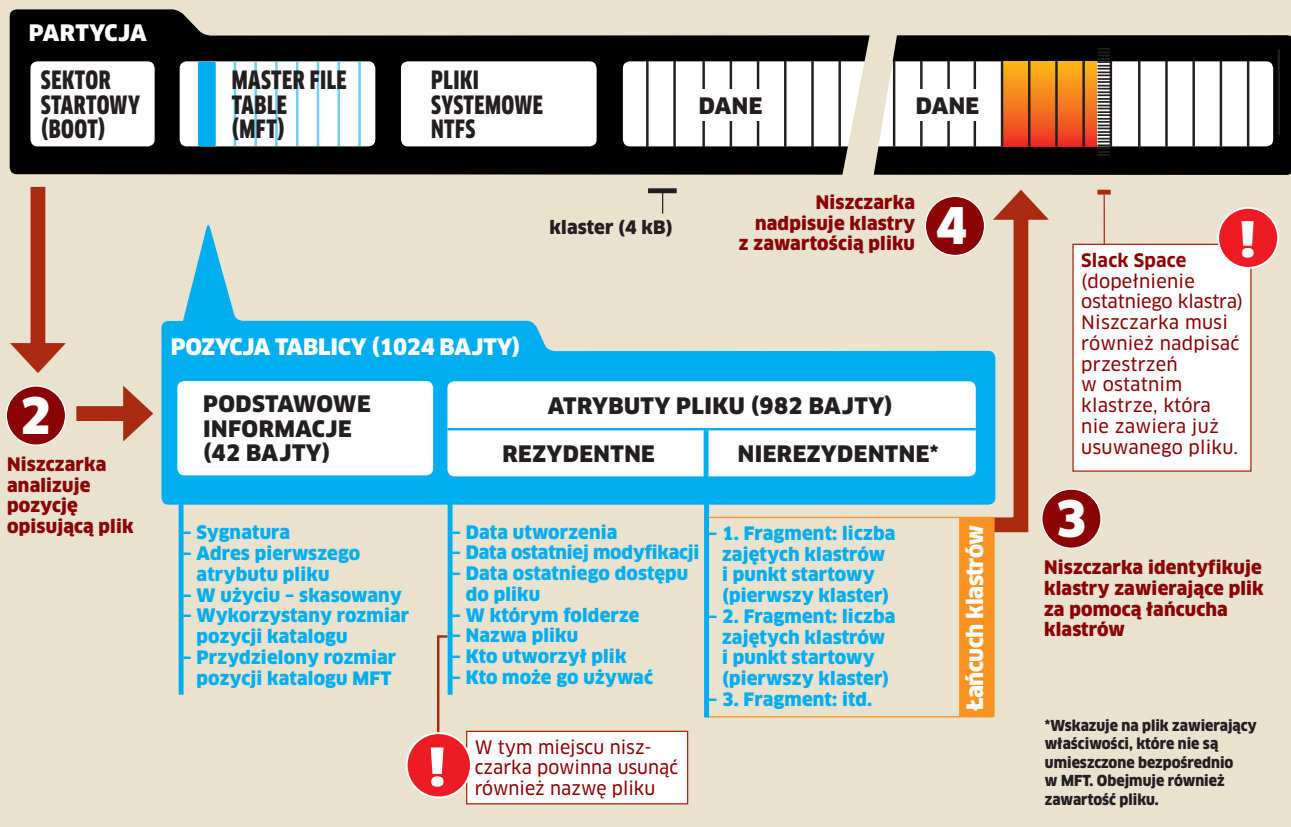 PARTYCJA
SEKTOR
STARTOWY
(BOOT)
MASTER FILE
TABLE
(MFT)
PLIKI
SYSTEMOWE
NTFS
DANE
DANE
klaster (4 kB)
Niszczarka
nadpisuje klastry
z zawartością pliku
4
!
Slack Space
(dopełnienie
ostatniego klastra)
Niszczarka musi
również nadpisać
przestrzeń
w ostatnim
klastrze, która
nie zawiera już
usuwanego pliku.
2
Niszczarka
analizuje
pozycję
opisującą plik
POZYCJA TABLICY (1024 BAJTY)
PODSTAWOWE
INFORMACJE
(42 BAJTY)
ATRYBUTY PLIKU (982 BAJTY)
REZYDENTNE
NIEREZYDENTNE*
– Sygnatura
– Adres pierwszego
atrybutu pliku
– W użyciu – skasowany
– Wykorzystany rozmiar
pozycji katalogu
– Przydzielony rozmiar
pozycji katalogu MFT
– Data utworzenia
– Data ostatniej modyfikacji
– Data ostatniego dostępu
do pliku
– W którym folderze
– Nazwa pliku
– Kto utworzył plik
– Kto może go używać
– 1. Fragment: liczba
zajętych klastrów
i punkt startowy
(pierwszy klaster)
– 2. Fragment: liczba
zajętych klastrów
i punkt startowy
(pierwszy klaster)
– 3. Fragment: itd.
Łańcuch klastrów
3
Niszczarka identyfikuje
klastry zawierające plik
za pomocą łańcucha
klastrów
!
W tym miejscu nisz-
czarka powinna usunąć
również nazwę pliku
*Wskazuje na plik zawierający
właściwości, które nie są
umieszczone bezpośrednio
w MFT. Obejmuje również
zawartość pliku.